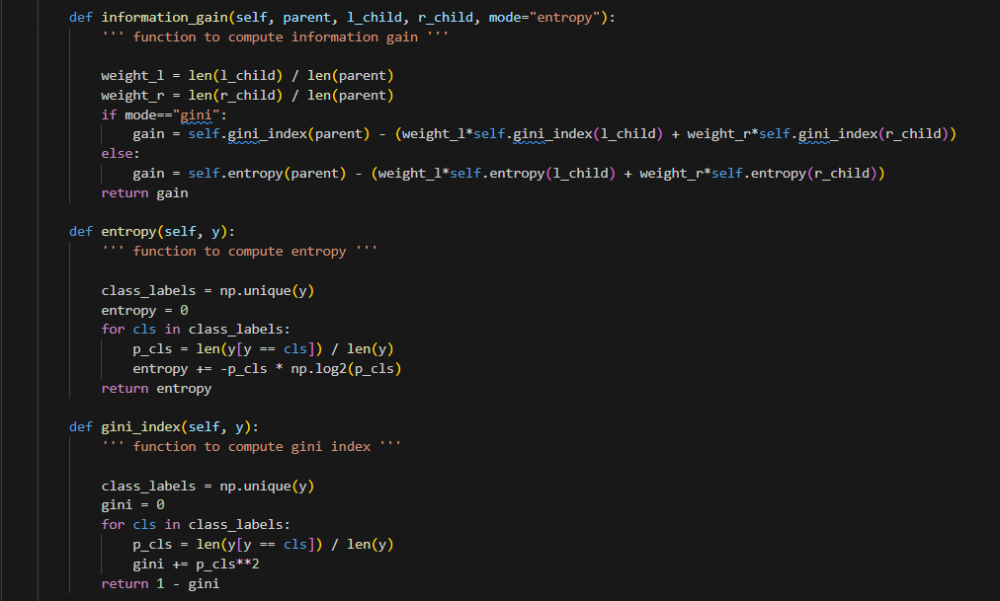 def information_gain(self, parent, l_child, r_child, mode="entropy"):
''' function to compute information gain '''
weight_l = len(l_child) / len(parent)
weight_r = len(r_child) / len(parent)
if mode=="gini":
gain = self.gini_index(parent) - (weight_l*self.gini_index(l_child) + weight_r*self.gini_index(r_child))
else:
gain = self.entropy(parent) - (weight_l*self.entropy(l_child) + weight_r*self.entropy(r_child))
return gain
def entropy(self, y):
''' function to compute entropy '''
class_labels = np.unique(y)
entropy = 0
for cls in class_labels:
p_cls = len(y[y == cls]) / len(y)
entropy += -p_cls * np.log2(p_cls)
return entropy
def gini_index(self, y):
''' function to compute gini index '''
class_labels = np.unique(y)
gini = 0
for cls in class_labels:
p_cls = len(y[y == cls]) / len(y)
gini += p_cls**2
return 1 - gini